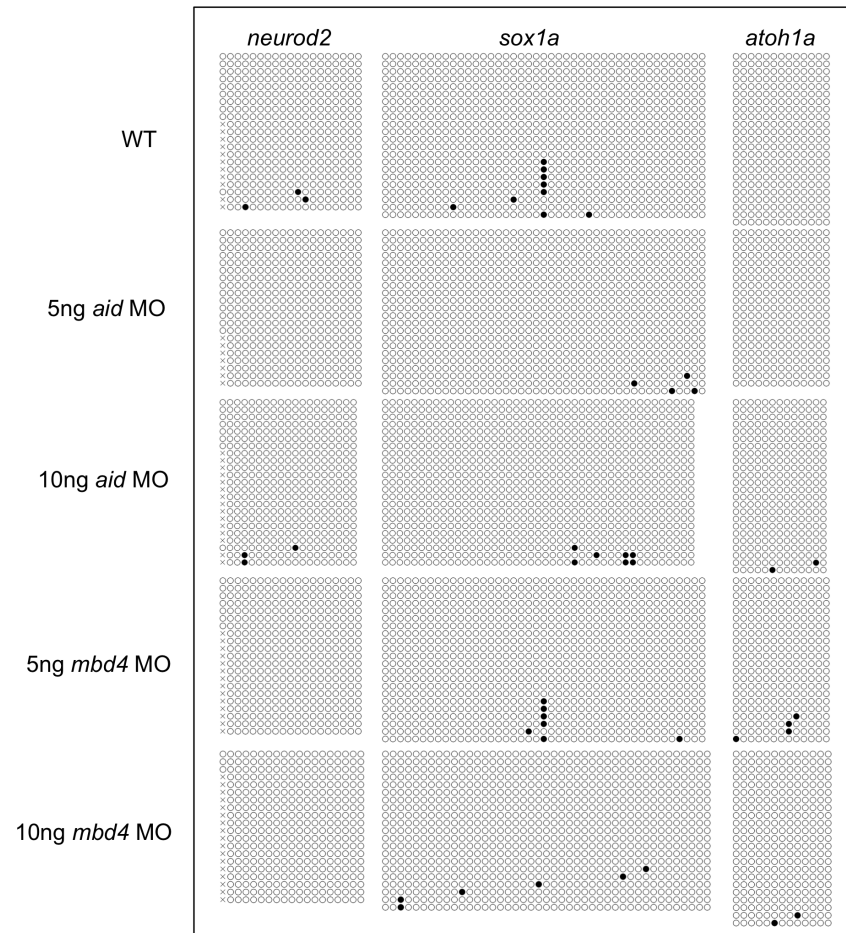 neurod2 sox1a atoh1a
WT
5ng aid MO
10ng aid MO
5ng mbd4 MO
10ng mbd4 MO